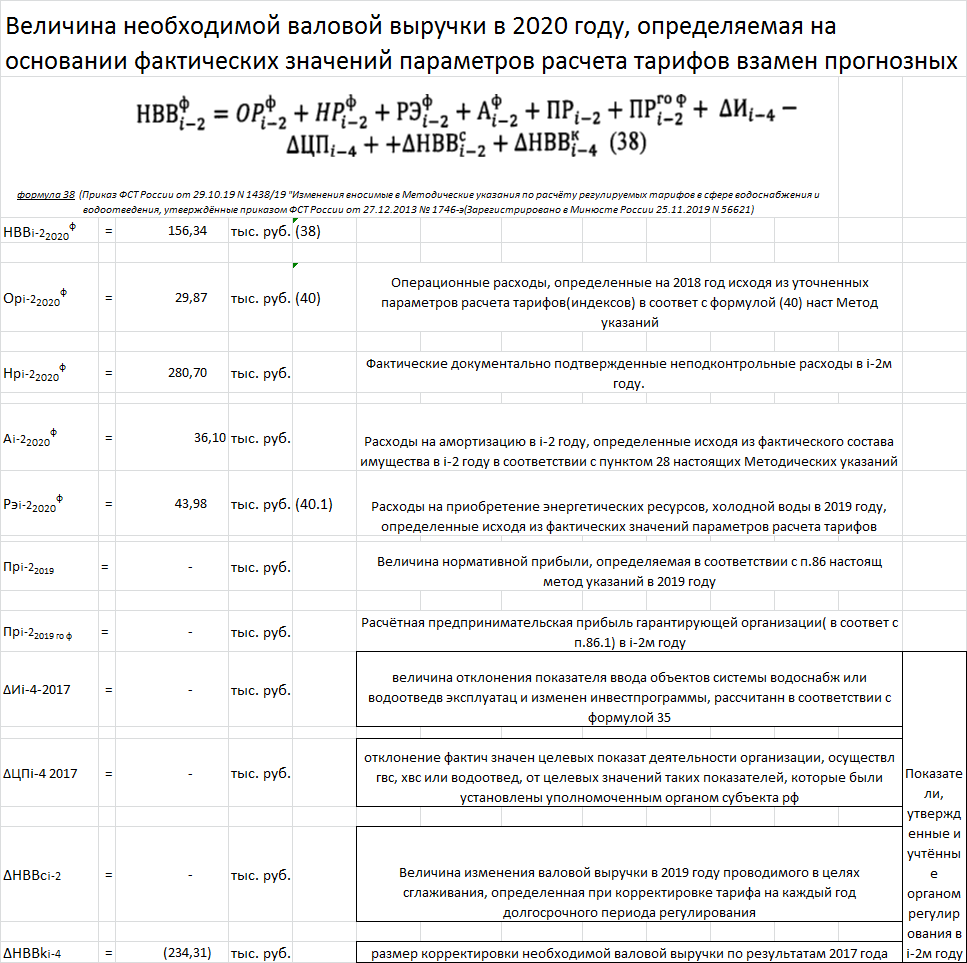 Величина необходимой валовой выручки в 2020 году, определяемая на
основании фактических значений параметров расчета тарифов взамен прогнозных
НВВ^ф_{i−2} = ОР^ф_{i−2} + НР^ф_{i−2} + РЭ^ф_{i−2} + А^ф_{i−2} + ПР_{i−2} + ПР^{го ф}_{i−2} + ΔИ_{i−4} −
ΔЦП_{i−4} + +ΔНВВ^с_{i−2} + ΔНВВ^к_{i−4} (38)
формула 38 (Приказ ФСТ России от 29.10.19 N 1438/19 "Изменения вносимые в Методические указания по расчёту регулируемых тарифов в сфере водоснабжения и
водоотведения, утверждённые приказом ФСТ России от 27.12.2013 № 1746-э(Зарегистрировано в Минюсте России 25.11.2019 N 56621)
НВВi-2₂₀₂₀ф = 156,34 тыс. руб. (38)
Орi-2₂₀₂₀ф = 29,87 тыс. руб. (40)
Операционные расходы, определенные на 2018 год исходя из уточненных
параметров расчета тарифов(индексов) в соответ с формулой (40) наст Метод
указаний
Нрi-2₂₀₂₀ф = 280,70 тыс. руб.
Фактические документально подтвержденные неподконтрольные расходы в i-2м
году.
Аi-2₂₀₂₀ф = 36,10 тыс. руб.
Расходы на амортизацию в i-2 году, определенные исходя из фактического состава
имущества в i-2 году в соответствии с пунктом 28 настоящих Методических указаний
Рэi-2₂₀₂₀ф = 43,98 тыс. руб. (40.1)
Расходы на приобретение энергетических ресурсов, холодной воды в 2019 году,
определенные исходя из фактических значений параметров расчета тарифов
Прi-2₂₀₁₉ = - тыс. руб.
Величина нормативной прибыли, определяемая в соответствии с п.86 настоящ
метод указаний в 2019 году
Прi-2₂₀₁₉ го ф = - тыс. руб.
Расчётная предпринимательская прибыль гарантирующей организации( в соответ с
п.86.1) в i-2м году
ΔИi-4-2017 = - тыс. руб.
величина отклонения показателя ввода объектов системы водоснабж или
водоотведв эксплуатац и изменен инвестпрограммы, рассчитанн в соответствии с
формулой 35
ΔЦПi-4 2017 = - тыс. руб.
отклонение фактич значен целевых показат деятельности организации, осуществл
гвс, хвс или водоотвед, от целевых значений таких показателей, которые были
установлены уполномоченным органом субъекта рф
ΔНВВсi-2 = - тыс. руб.
Величина изменения валовой выручки в 2019 году проводимого в целях
сглаживания, определенная при корректировке тарифа на каждый год
долгосрочного периода регулирования
ΔНВВki-4 = (234,31) тыс. руб.
размер корректировки необходимой валовой выручки по результатам 2017 года
Показате
ли,
утвержд
енные и
учтённы
е
органом
регулир
ования в
i-2м году